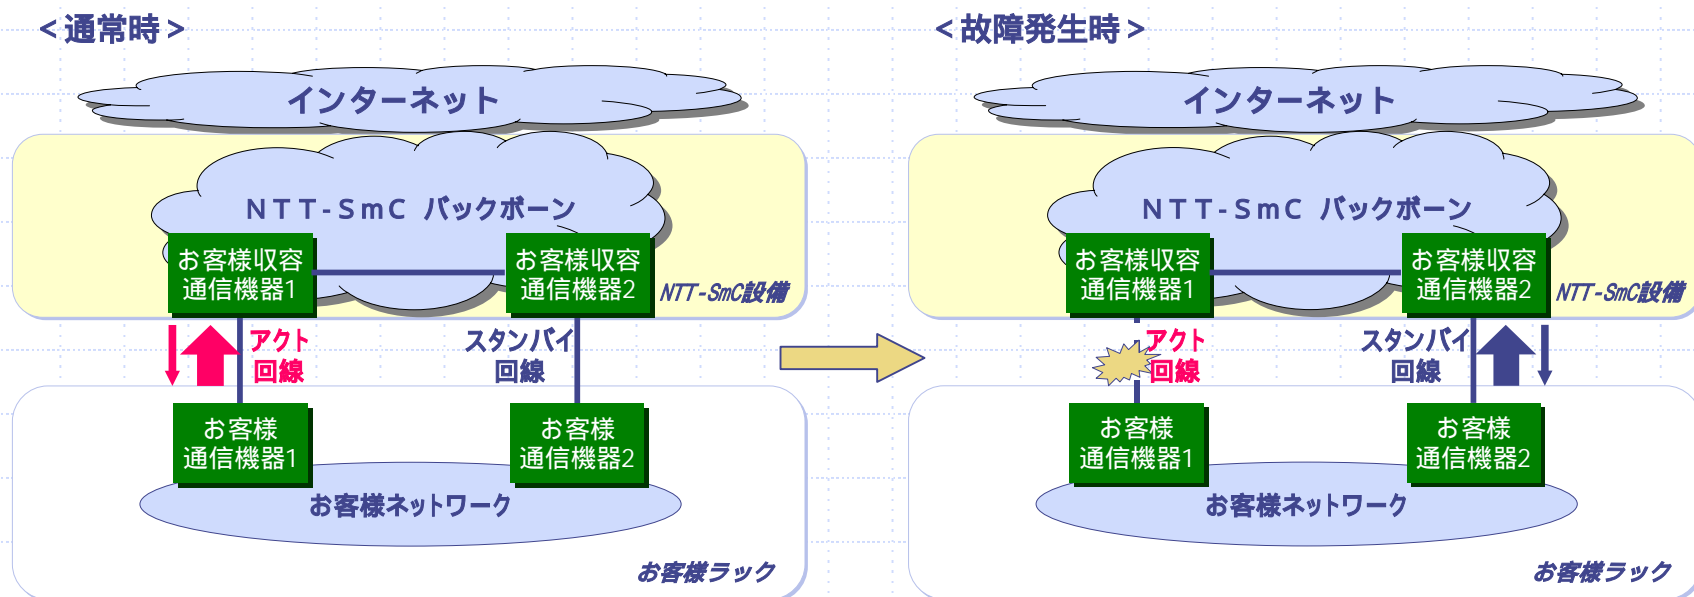 ＜通常時＞
インターネット
NTT-SmC バックボーン
お客様収容
通信機器1
お客様収容
通信機器2
NTT-SmC設備
アクト
回線
スタンバイ
回線
お客様
通信機器1
お客様
通信機器2
お客様ネットワーク
お客様ラック
＜故障発生時＞
インターネット
NTT-SmC バックボーン
お客様収容
通信機器1
お客様収容
通信機器2
NTT-SmC設備
アクト
回線
スタンバイ
回線
お客様
通信機器1
お客様
通信機器2
お客様ネットワーク
お客様ラック